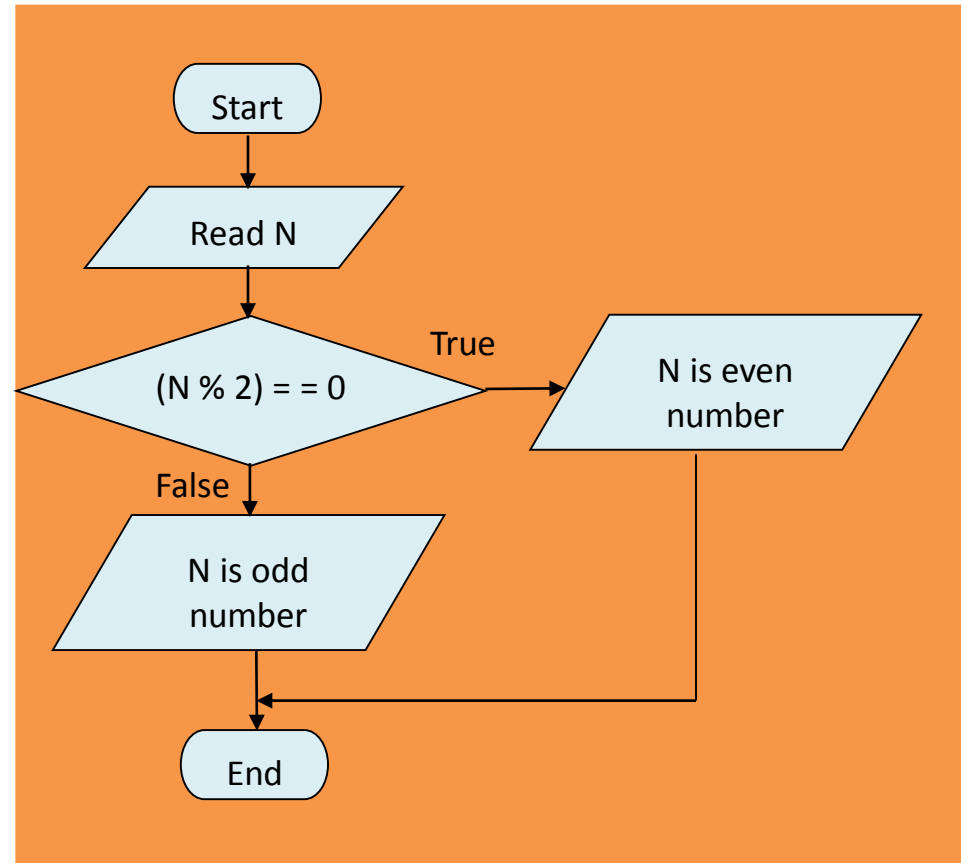 Start
Read N
True
(N % 2) = = 0
N is even
number
False
N is odd
number
End